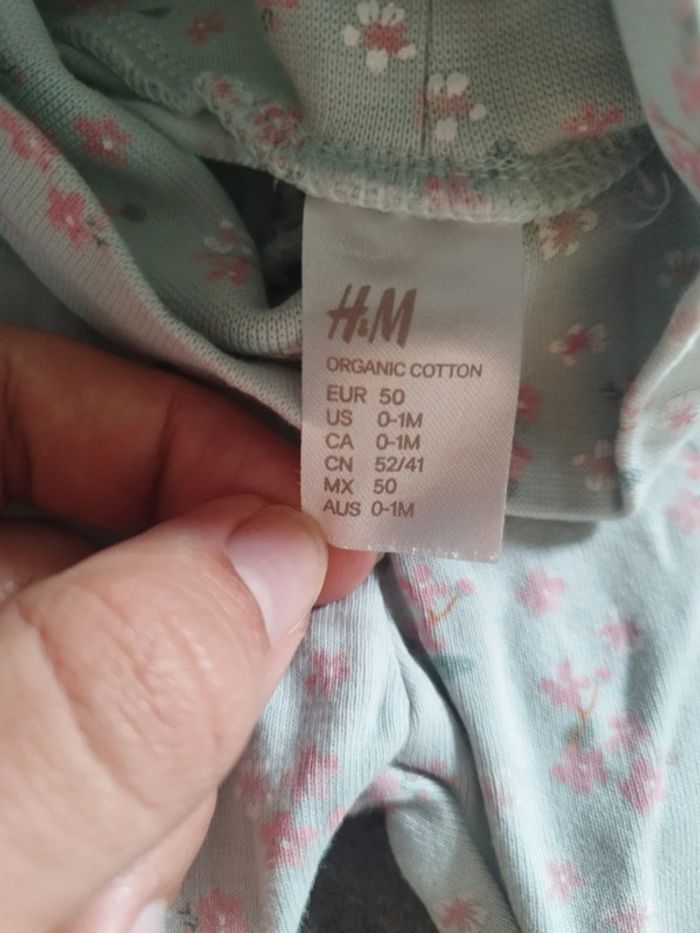 H&M
ORGANIC COTTON
EUR 50
US 0-1M
CA 0-1M
CN 52/41
MX 50
AUS 0-1M